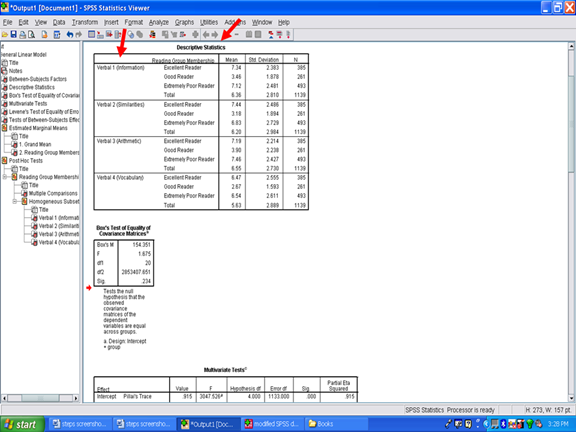 *Output1 [Document1] - SPSS Statistics Viewer
File Edit View Data Transform Insert Format Analyze Graphs Utilities Add-ons Window Help
General Linear Model
Title
Notes
Between-Subjects Factors
Descriptive Statistics
Box's Test of Equality of Covarian
Multivariate Tests
Levene's Test of Equality of Error
Tests of Between-Subjects Effec
Estimated Marginal Means
Title
1. Grand Mean
2. Reading Group Members
Post Hoc Tests
Title
Reading Group Membership
Title
Multiple Comparisons
Homogeneous Subset
Title
Verbal 1 (Informati
Verbal 2 (Similariti
Verbal 3 (Arithmeti
Verbal 4 (Vocabula
Descriptive Statistics
Reading Group Membership Mean Std. Deviation N
Verbal 1 (Information) Excellent Reader 7.34 2.383 385
Good Reader 3.46 1.878 261
Extremely Poor Reader 7.12 2.481 493
Total 6.36 2.810 1139
Verbal 2 (Similarities) Excellent Reader 7.44 2.486 385
Good Reader 3.18 1.894 261
Extremely Poor Reader 6.83 2.729 493
Total 6.20 2.984 1139
Verbal 3 (Arithmetic) Excellent Reader 7.19 2.214 385
Good Reader 3.90 2.238 261
Extremely Poor Reader 7.46 2.427 493
Total 6.55 2.730 1139
Verbal 4 (Vocabulary) Excellent Reader 6.47 2.555 385
Good Reader 2.67 1.593 261
Extremely Poor Reader 6.54 2.611 493
Total 5.63 2.889 1139
Box's Test of Equality of
Covariance Matrices
Box's M 154.351
F 1.675
df1 20
df2 2853407.651
Sig. 234
Tests the null
hypothesis that the
observed
covariance
matrices of the
dependent
variables are equal
across groups.
a. Design: Intercept
+ group
Multivariate Tests
Effect Value F Hypothesis df Error df Sig. Partial Eta
Squared
Intercept Pillai's Trace .915 3047.526 4.000 1133.000 .000 .915
SPSS Statistics Processor is ready H: 273, W: 157 pt.
start steps screensho... steps screensho... *Output1 [Doc... modified SPSS d... Books 3:28 PM